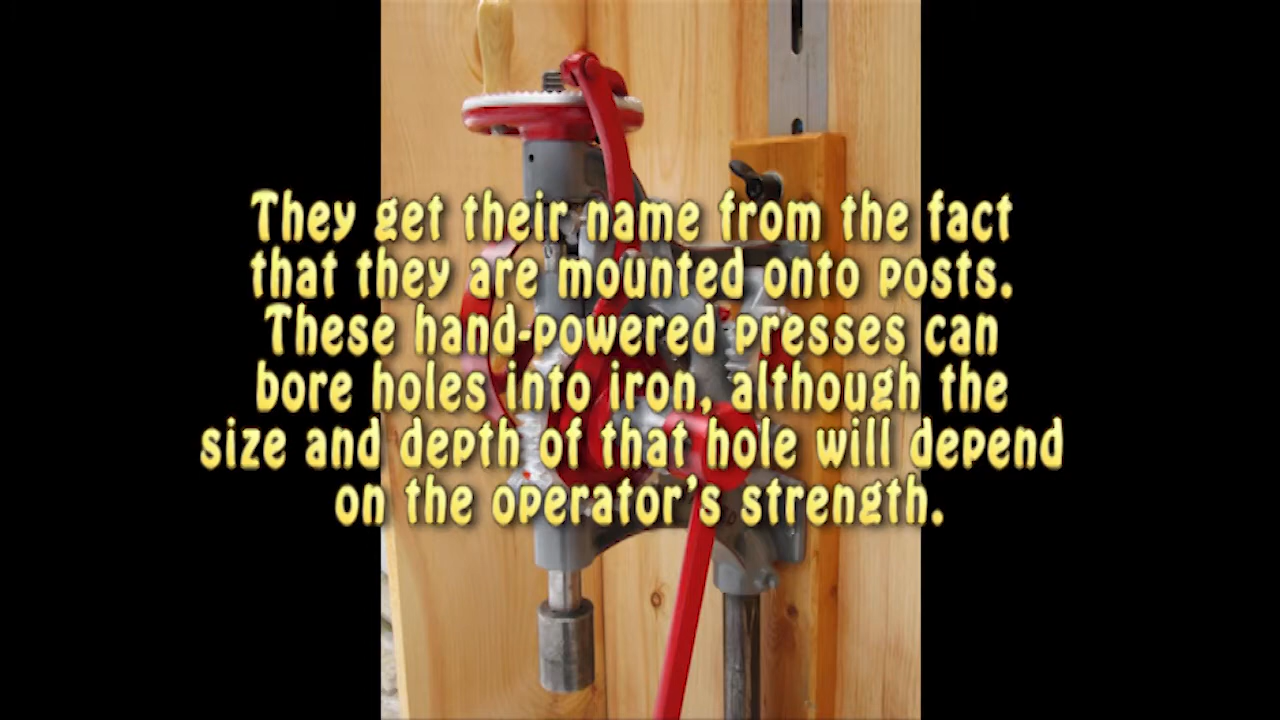 They get their name from the fact
that they are mounted onto posts.
These hand-powered presses can
bore holes into iron, although the
size and depth of that hole will depend
on the operator's strength.